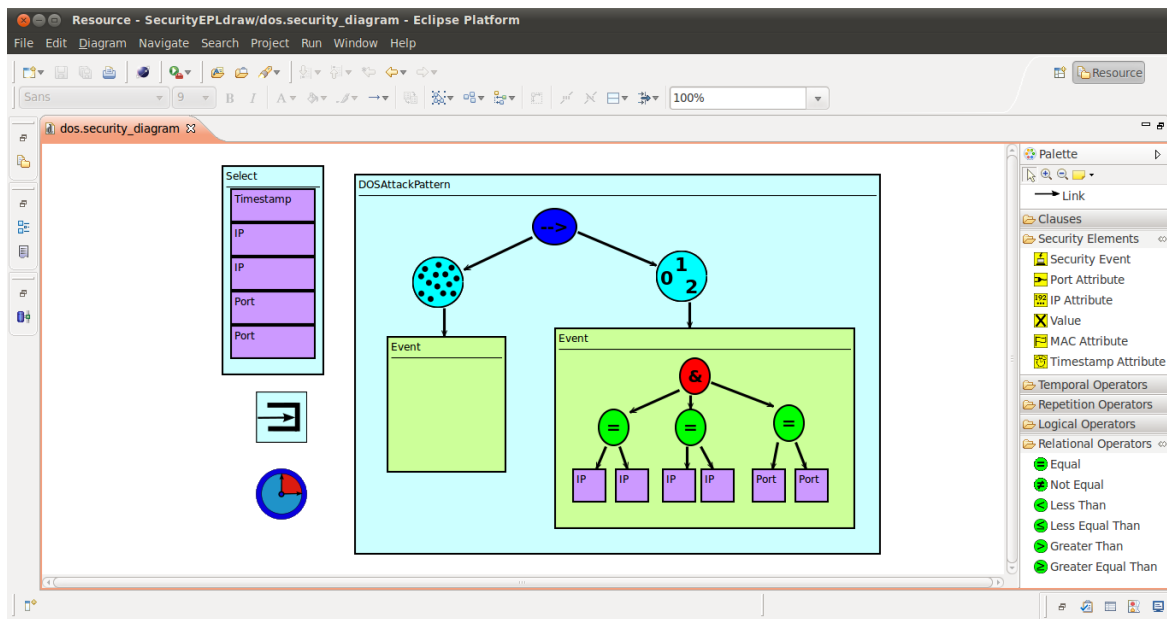 Resource - SecurityEPLdraw/dos.security_diagram - Eclipse Platform
File Edit Diagram Navigate Search Project Run Window Help
Resource
Sans 9 B I A 100%
dos.security_diagram
Select
Timestamp
IP
IP
Port
Port
DOSAttackPattern
-->
0 1 2
Event
Event
&
= = =
IP IP IP IP Port Port
Palette
Link
Clauses
Security Elements
Security Event
Port Attribute
192 IP Attribute
Value
MAC Attribute
Timestamp Attribute
Temporal Operators
Repetition Operators
Logical Operators
Relational Operators
= Equal
≠ Not Equal
< Less Than
≤ Less Equal Than
> Greater Than
≥ Greater Equal Than